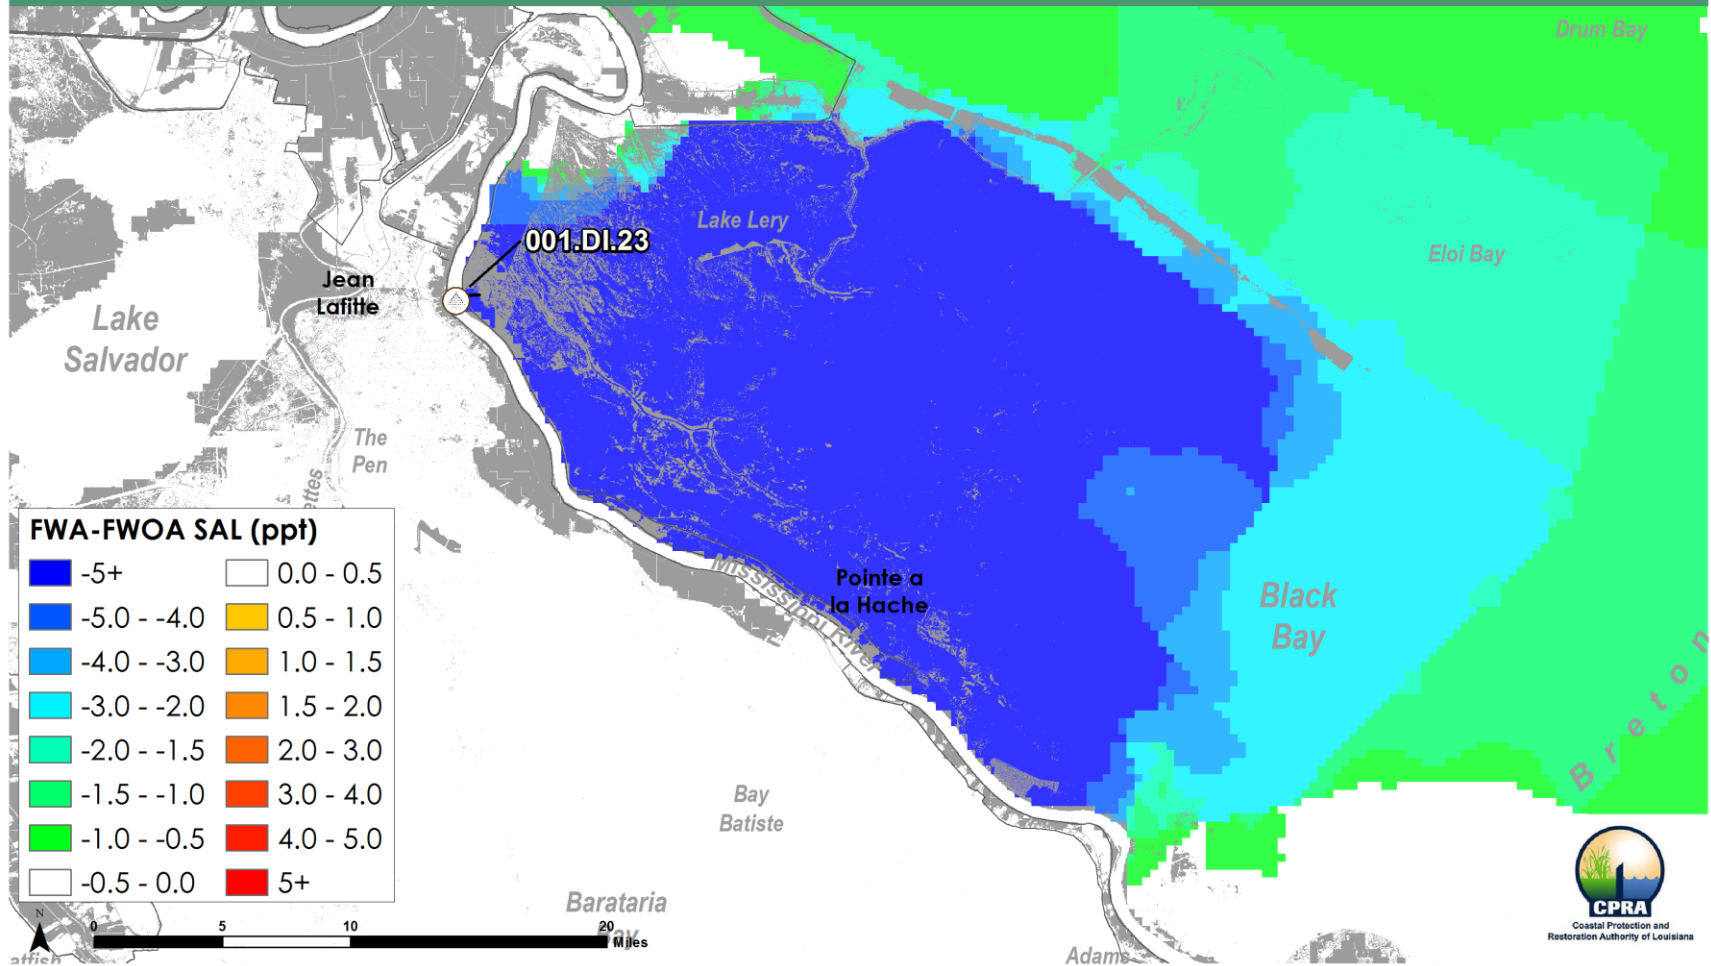 Drum Bay
Lake Lery
001.DI.23
Eloi Bay
Jean
Lafitte
Lake
Salvador
The
Pen
ettes
FWA-FWOA SAL (ppt)
-5+
0.0 - 0.5
-5.0 - -4.0
0.5 - 1.0
-4.0 - -3.0
1.0 - 1.5
-3.0 - -2.0
1.5 - 2.0
-2.0 - -1.5
2.0 - 3.0
-1.5 - -1.0
3.0 - 4.0
-1.0 - -0.5
4.0 - 5.0
-0.5 - 0.0
5+
Mississippi River
Pointe a
la Hache
Black
Bay
Breton
Bay
Batiste
Barataria
Bay
N
0 5 10 20
Miles
atfish
Adams
CPRA
Coastal Protection and
Restoration Authority of Louisiana